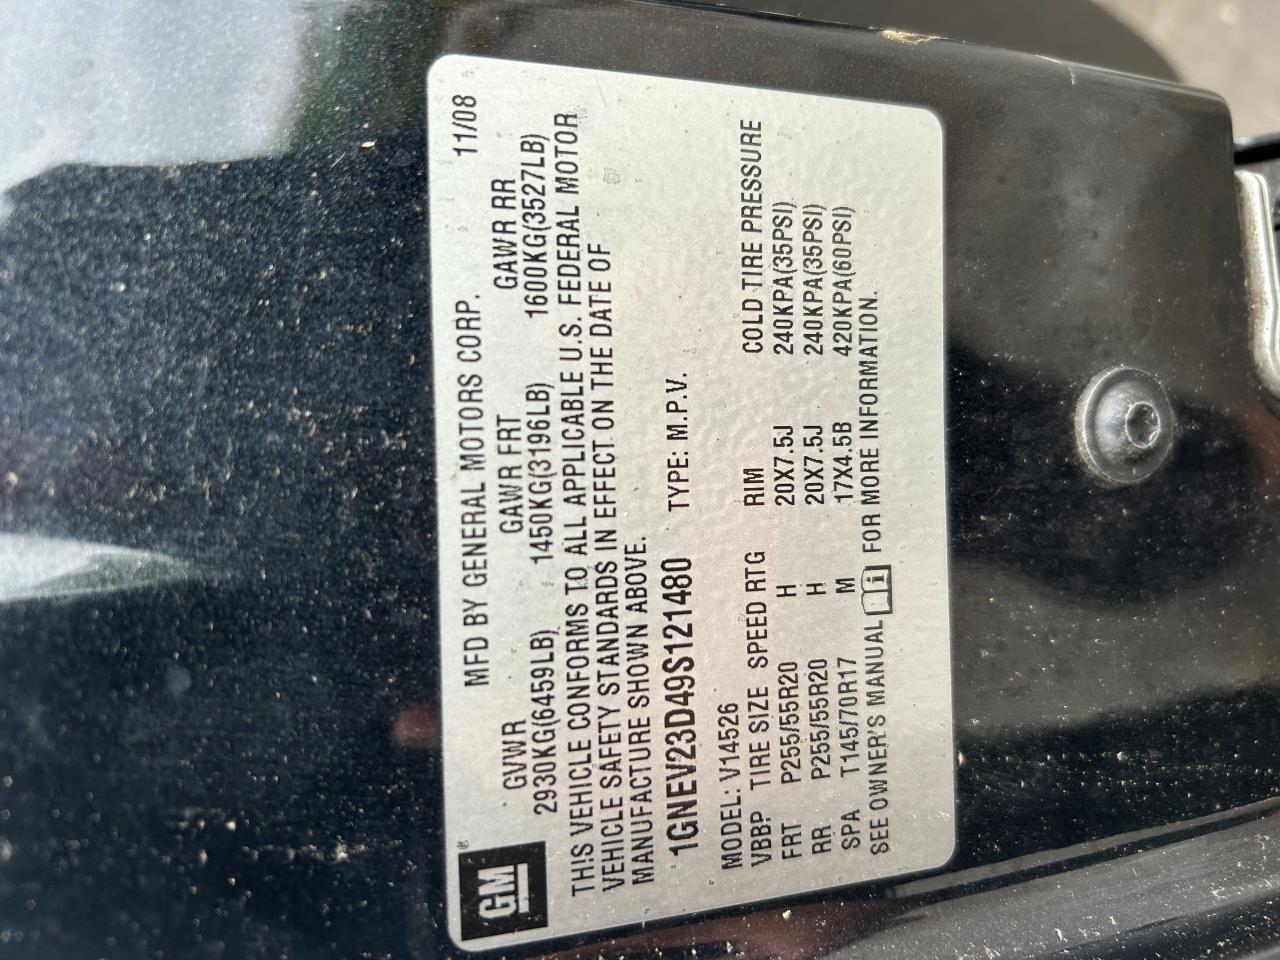 GM®
MFD BY GENERAL MOTORS CORP. 11/08
GVWR GAWR FRT GAWR RR
2930KG(6459LB) 1450KG(3196LB) 1600KG(3527LB)
THIS VEHICLE CONFORMS TO ALL APPLICABLE U.S. FEDERAL MOTOR
VEHICLE SAFETY STANDARDS IN EFFECT ON THE DATE OF
MANUFACTURE SHOWN ABOVE.
1GNEV23D49S121480 TYPE: M.P.V.
MODEL: V14526
VBBP TIRE SIZE SPEED RTG RIM COLD TIRE PRESSURE
FRT P255/55R20 H 20X7.5J 240KPA(35PSI)
RR P255/55R20 H 20X7.5J 240KPA(35PSI)
SPA T145/70R17 M 17X4.5B 420KPA(60PSI)
SEE OWNER'S MANUAL i FOR MORE INFORMATION.